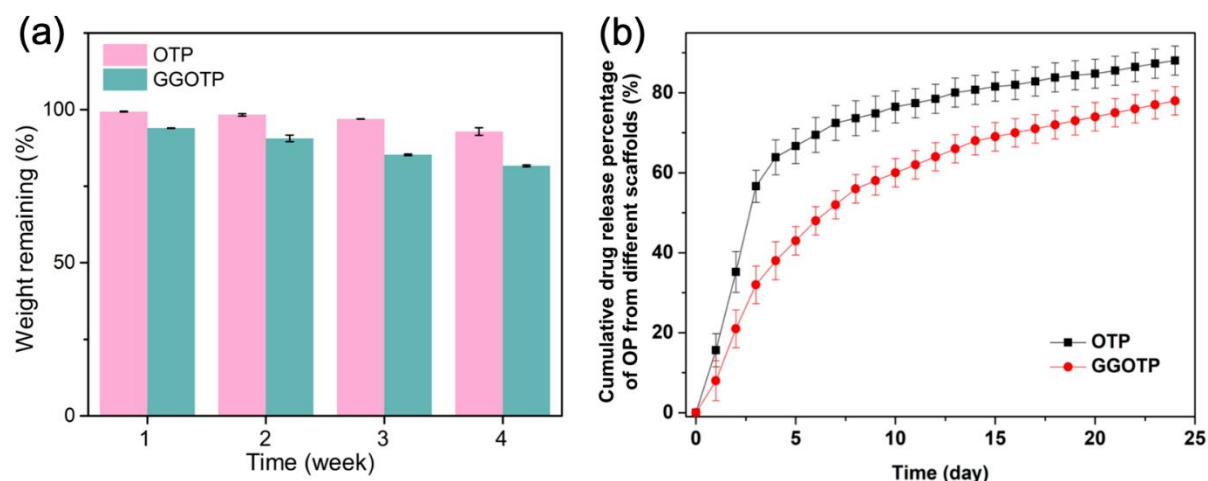 (a)
OTP
GGOTP
Weight remaining (%)
100
50
0
1 2 3 4
Time (week)
(b)
Cumulative drug release percentage
of OP from different scaffolds (%)
80
60
40
20
0
OTP
GGOTP
0 5 10 15 20 25
Time (day)